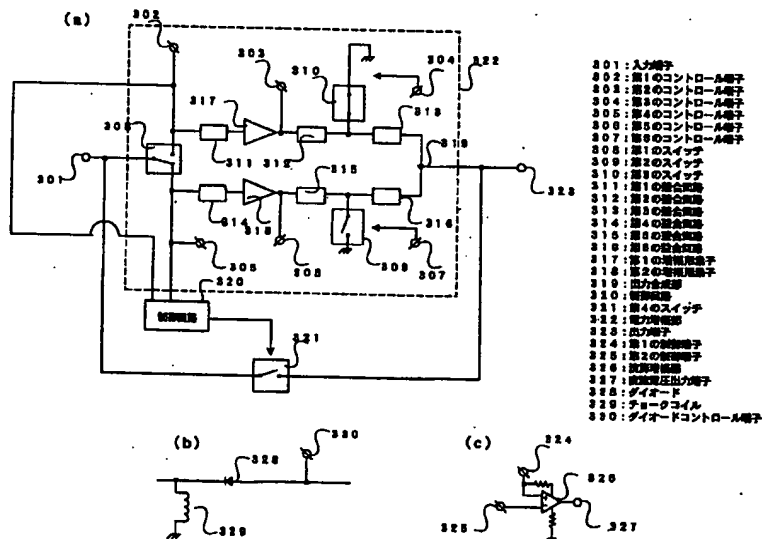 (a)
302
303
310
304
322
317
308
313
301
311
312
315
319
323
314
318
316
305
306
309
307
320
制御回路
321
(b)
330
328
329
(c)
324
326
325
327
301:入力端子
302:第1のコントロール端子
303:第2のコントロール端子
304:第3のコントロール端子
305:第4のコントロール端子
306:第5のコントロール端子
307:第6のコントロール端子
308:第1のスイッチ
309:第2のスイッチ
310:第3のスイッチ
311:第1の整合回路
312:第2の整合回路
313:第3の整合回路
314:第4の整合回路
315:第5の整合回路
316:第6の整合回路
317:第1の増幅用素子
318:第2の増幅用素子
319:出力合成部
320:制御回路
321:第4のスイッチ
322:電力増幅部
323:出力端子
324:第1の制御端子
325:第2の制御端子
326:演算増幅器
327:直流電圧出力端子
328:ダイオード
329:チョークコイル
330:ダイオードコントロール端子